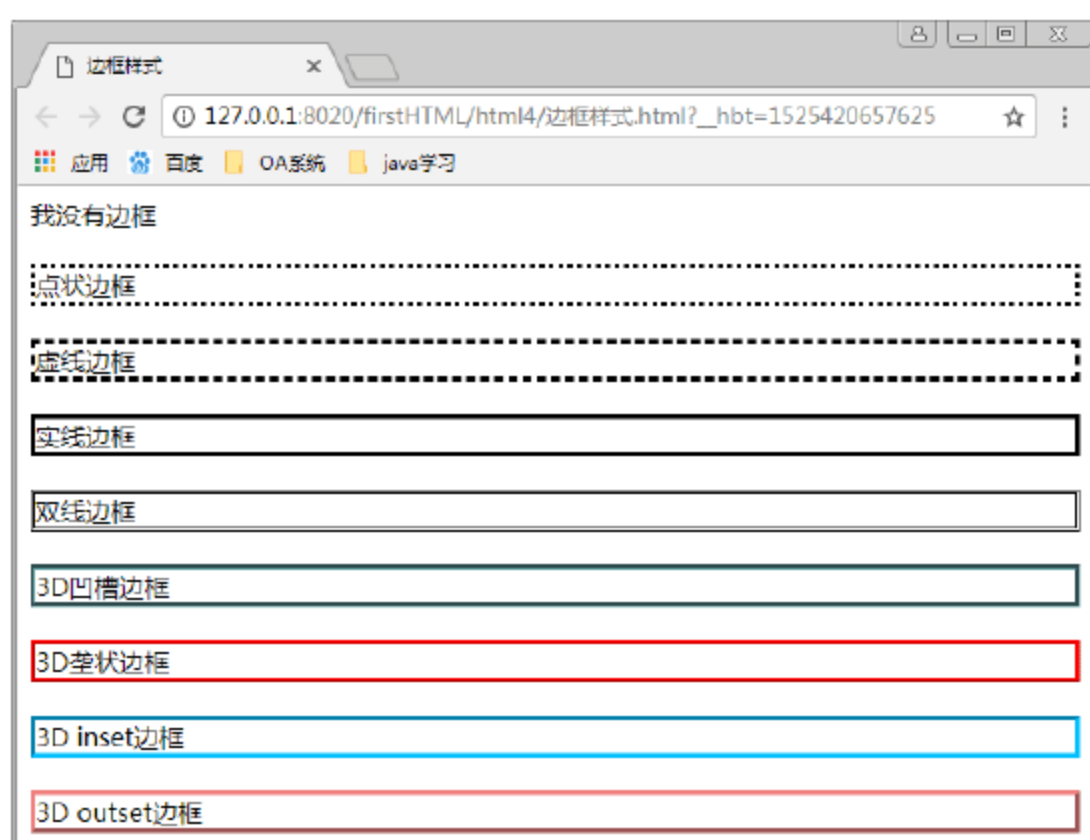 边框样式
127.0.0.1:8020/firstHTML/html4/边框样式.html?__hbt=1525420657625
应用 百度 OA系统 java学习
我没有边框
点状边框
虚线边框
实线边框
双线边框
3D凹槽边框
3D垄状边框
3D inset边框
3D outset边框